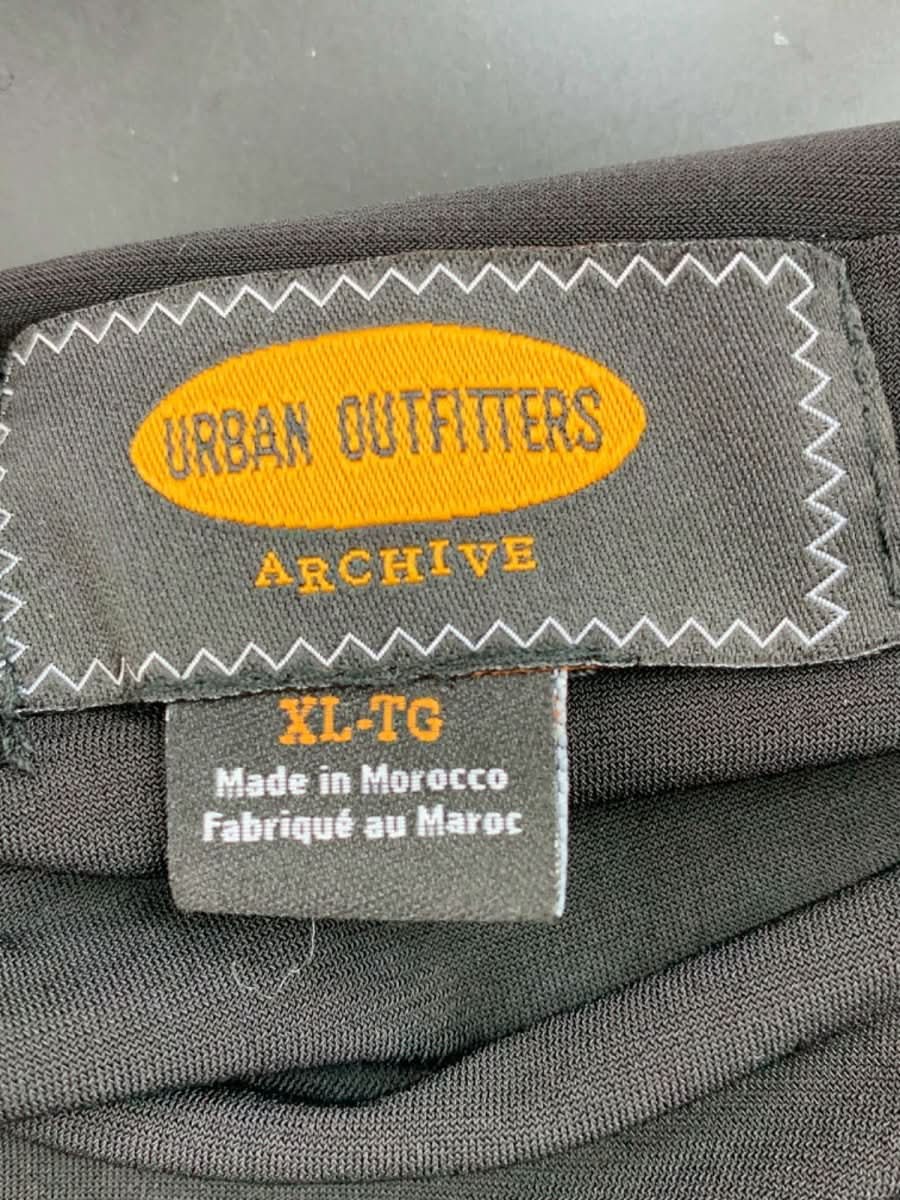 URBAN OUTFITTERS
ARCHIVE
XL-TG
Made in Morocco
Fabriqué au Maroc